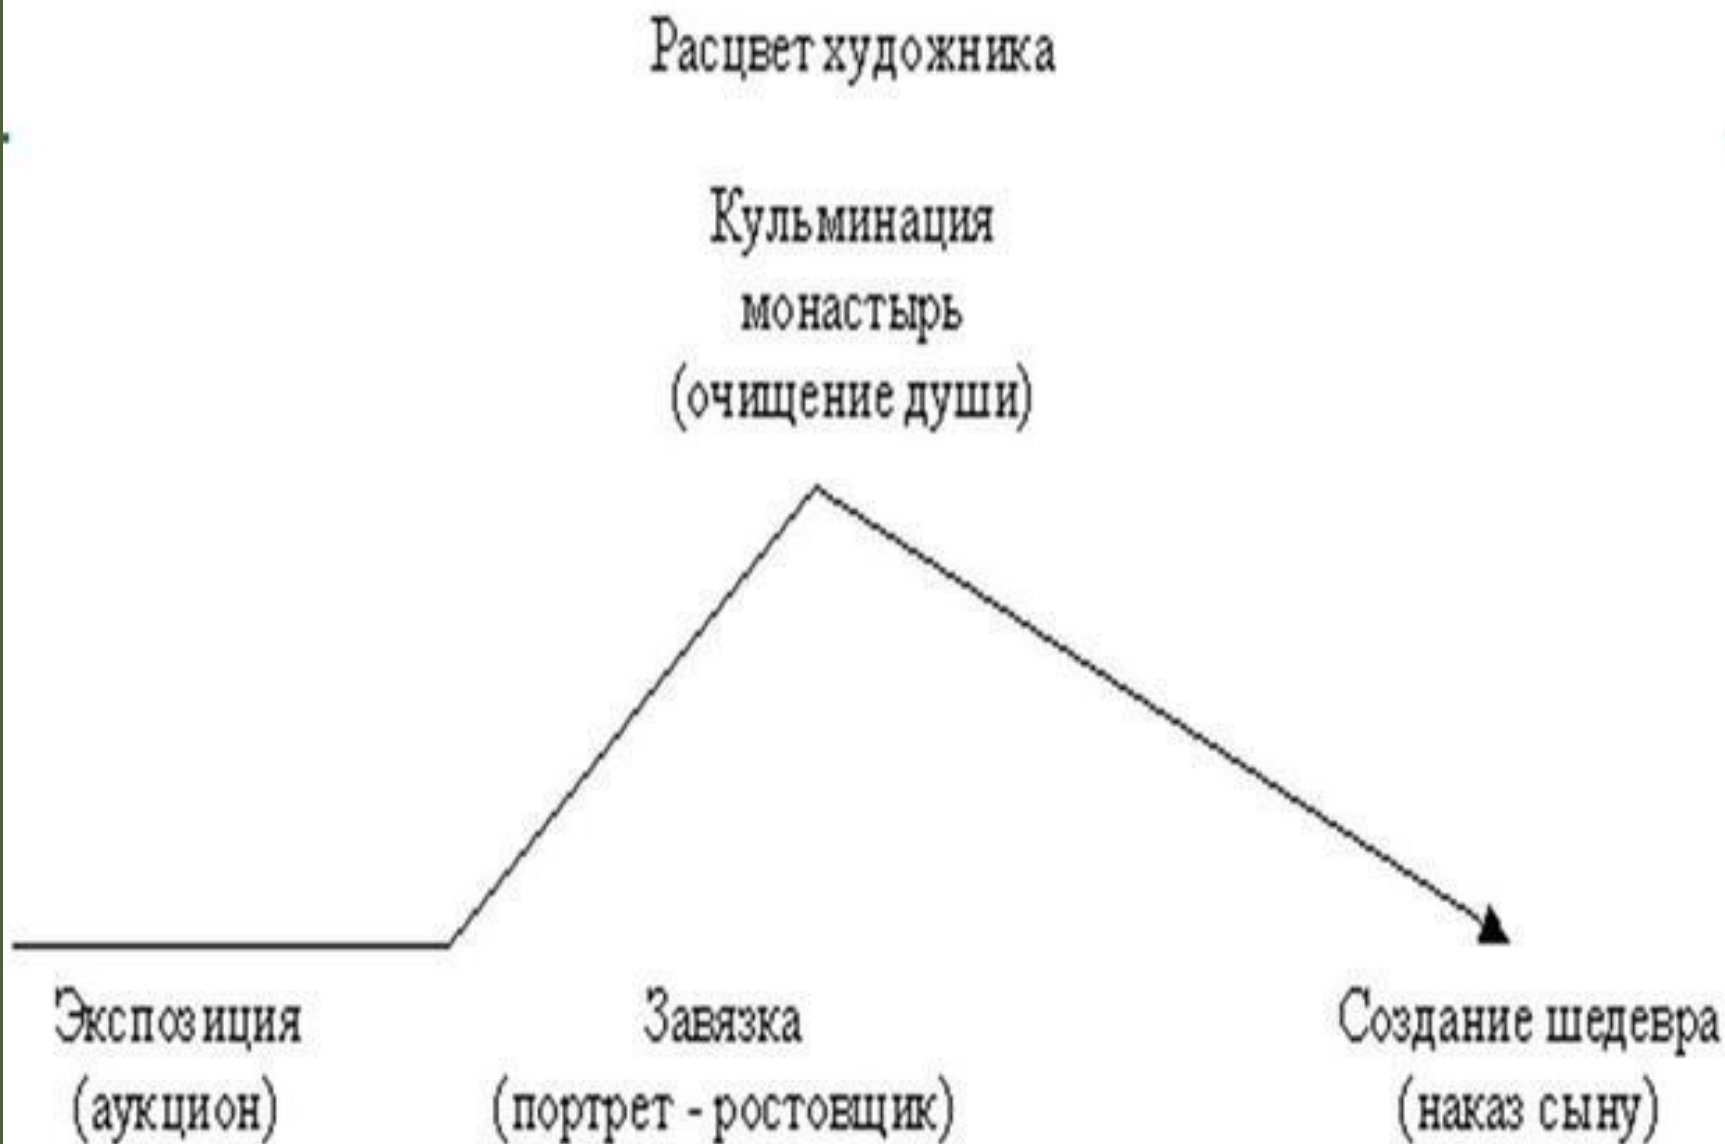 Расцвет художника
Кульминация
монастырь
(очищение души)
Экспозиция
(аукцион)
Завязка
(портрет - ростовщик)
Создание шедевра
(наказ сыну)